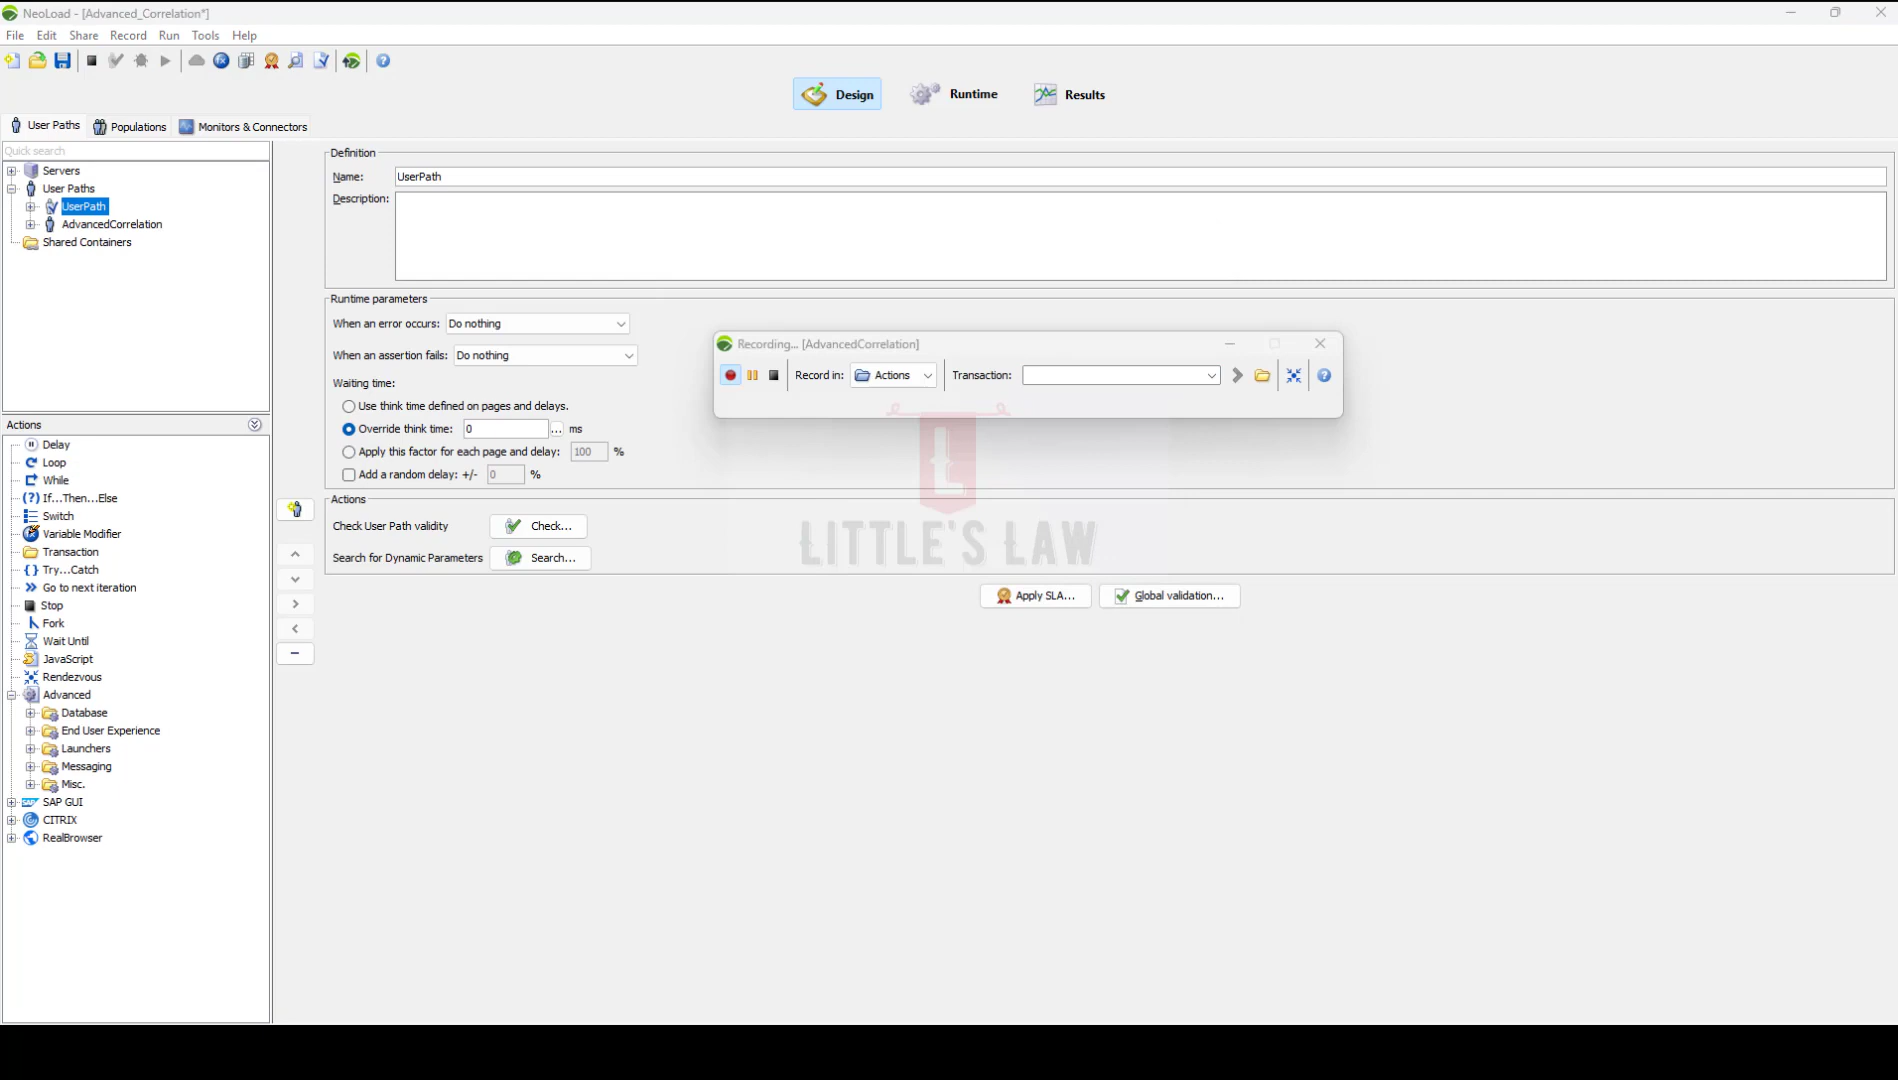 NeoLoad - [Advanced_Correlation*]
File Edit Share Record Run Tools Help
Design Runtime Results
User Paths Populations Monitors & Connectors
Quick search
Servers
User Paths
UserPath
AdvancedCorrelation
Shared Containers
Definition
Name: UserPath
Description:
Runtime parameters
When an error occurs: Do nothing
When an assertion fails: Do nothing
Waiting time:
Use think time defined on pages and delays.
Override think time: 0 ... ms
Apply this factor for each page and delay: 100 %
Add a random delay: +/- 0 %
Recording... [AdvancedCorrelation]
Record in: Actions Transaction:
L
LITTLE'S LAW
Actions
Check User Path validity Check...
Search for Dynamic Parameters Search...
Apply SLA... Global validation...
Actions
Delay
Loop
While
If...Then...Else
Switch
Variable Modifier
Transaction
Try...Catch
Go to next iteration
Stop
Fork
Wait Until
JavaScript
Rendezvous
Advanced
Database
End User Experience
Launchers
Messaging
Misc.
SAP SAP GUI
CITRIX
RealBrowser